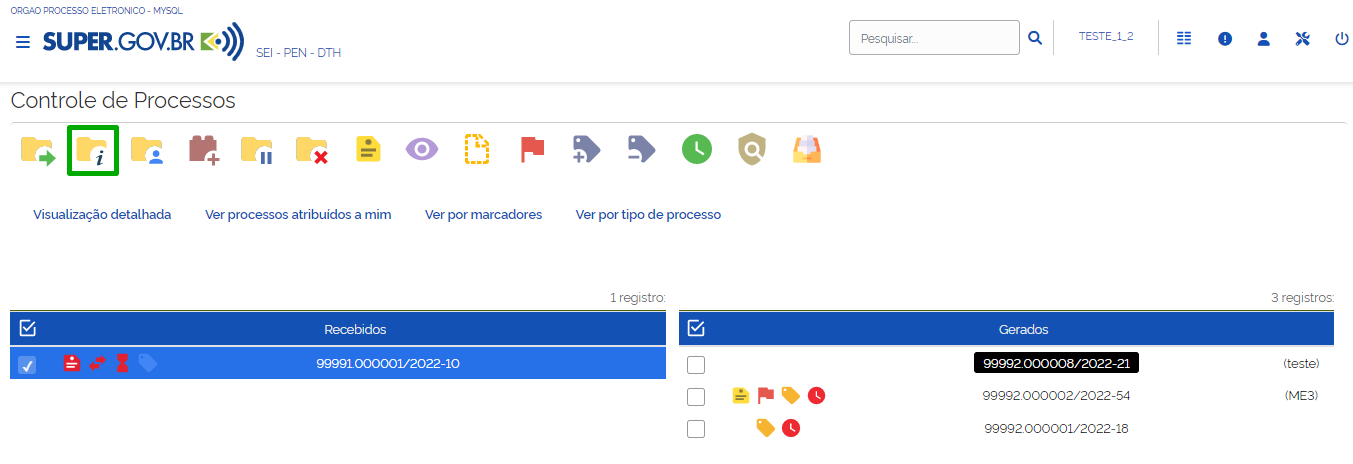 ORGAO PROCESSO ELETRONICO - MYSQL
SUPER.GOV.BR
SEI - PEN - DTH
Pesquisar...
TESTE_1_2
Controle de Processos
Visualização detalhada Ver processos atribuídos a mim Ver por marcadores Ver por tipo de processo
1 registro:
Recebidos
99991.000001/2022-10
3 registros:
Gerados
99992.000008/2022-21 (teste)
99992.000002/2022-54 (ME3)
99992.000001/2022-18